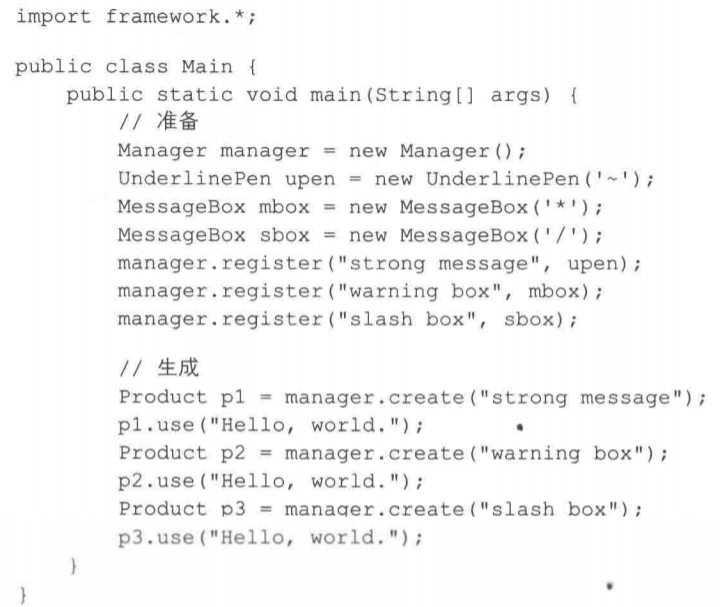 import framework.*;

public class Main {
    public static void main(String[] args) {
        // 准备
        Manager manager = new Manager();
        UnderlinePen upen = new UnderlinePen('~');
        MessageBox mbox = new MessageBox('*');
        MessageBox sbox = new MessageBox('/');
        manager.register("strong message", upen);
        manager.register("warning box", mbox);
        manager.register("slash box", sbox);

        // 生成
        Product p1 = manager.create("strong message");
        p1.use("Hello, world.");
        Product p2 = manager.create("warning box");
        p2.use("Hello, world.");
        Product p3 = manager.create("slash box");
        p3.use("Hello, world.");
    }
}